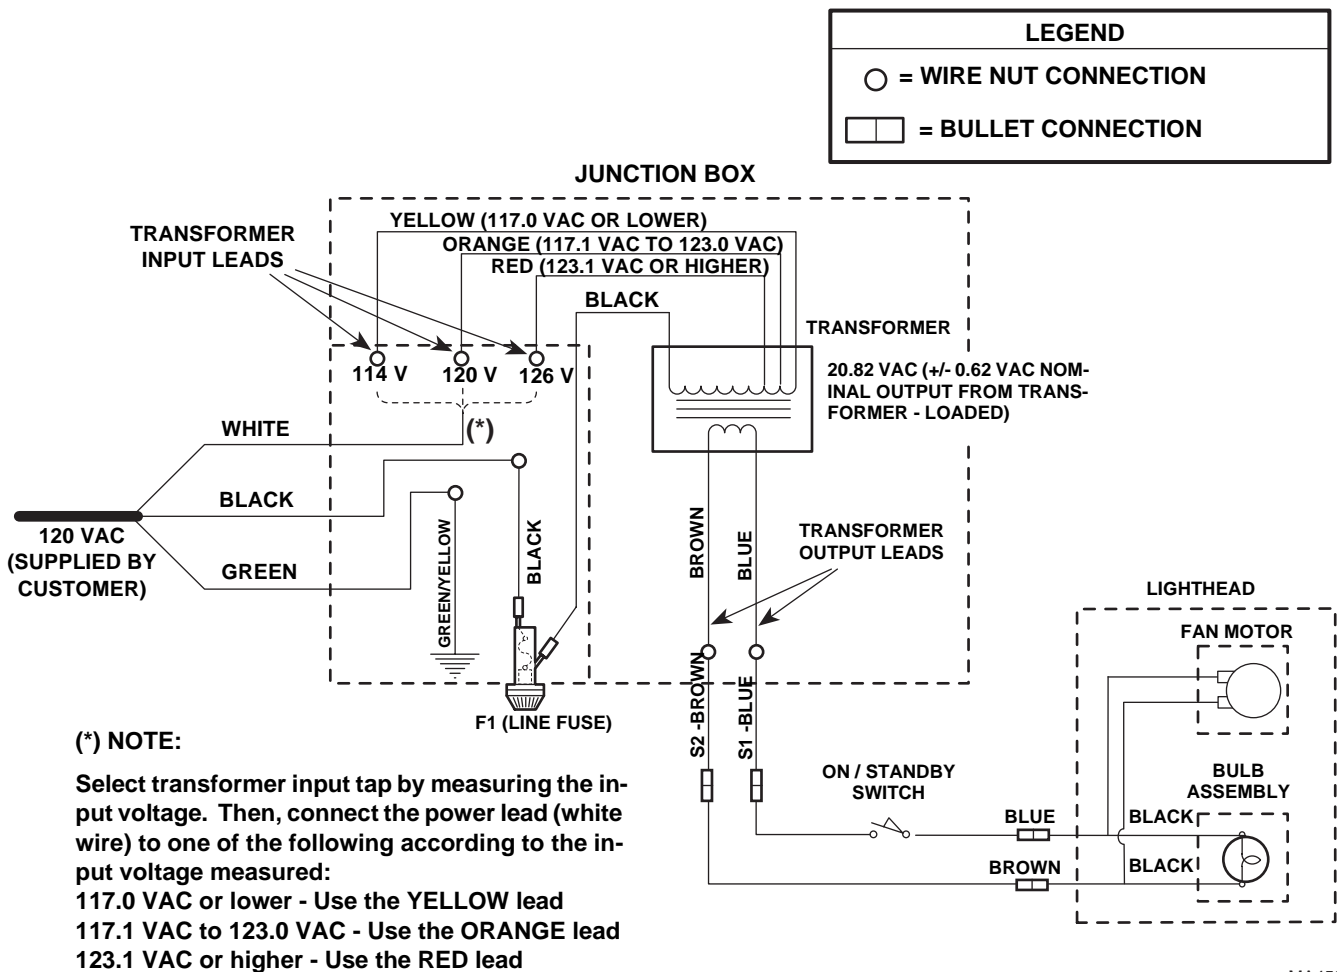 LEGEND
= WIRE NUT CONNECTION
= BULLET CONNECTION
JUNCTION BOX
TRANSFORMER
INPUT LEADS
YELLOW (117.0 VAC OR LOWER)
ORANGE (117.1 VAC TO 123.0 VAC)
RED (123.1 VAC OR HIGHER)
BLACK
TRANSFORMER
114 V
120 V
126 V
20.82 VAC (+/- 0.62 VAC NOM-
INAL OUTPUT FROM TRANS-
FORMER - LOADED)
WHITE
(*)
BLACK
120 VAC
(SUPPLIED BY
CUSTOMER)
GREEN
GREEN/YELLOW
BLACK
BROWN
BLUE
TRANSFORMER
OUTPUT LEADS
F1 (LINE FUSE)
S2 -BROWN
S1 -BLUE
LIGHTHEAD
FAN MOTOR
ON / STANDBY
SWITCH
BULB
ASSEMBLY
BLUE
BLACK
BROWN
BLACK
(*) NOTE:
Select transformer input tap by measuring the in-
put voltage. Then, connect the power lead (white
wire) to one of the following according to the in-
put voltage measured:
117.0 VAC or lower - Use the YELLOW lead
117.1 VAC to 123.0 VAC - Use the ORANGE lead
123.1 VAC or higher - Use the RED lead